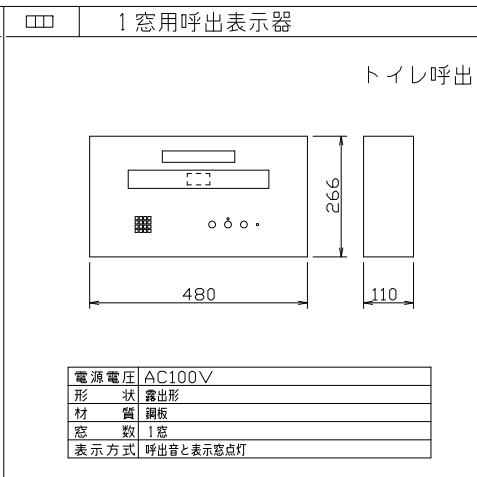 1窓用呼出表示器
トイレ呼出
266
480
110
電源電圧 AC100V
形 状 露出形
材 質 鋼板
窓 数 1窓
表示方式 呼出音と表示窓点灯